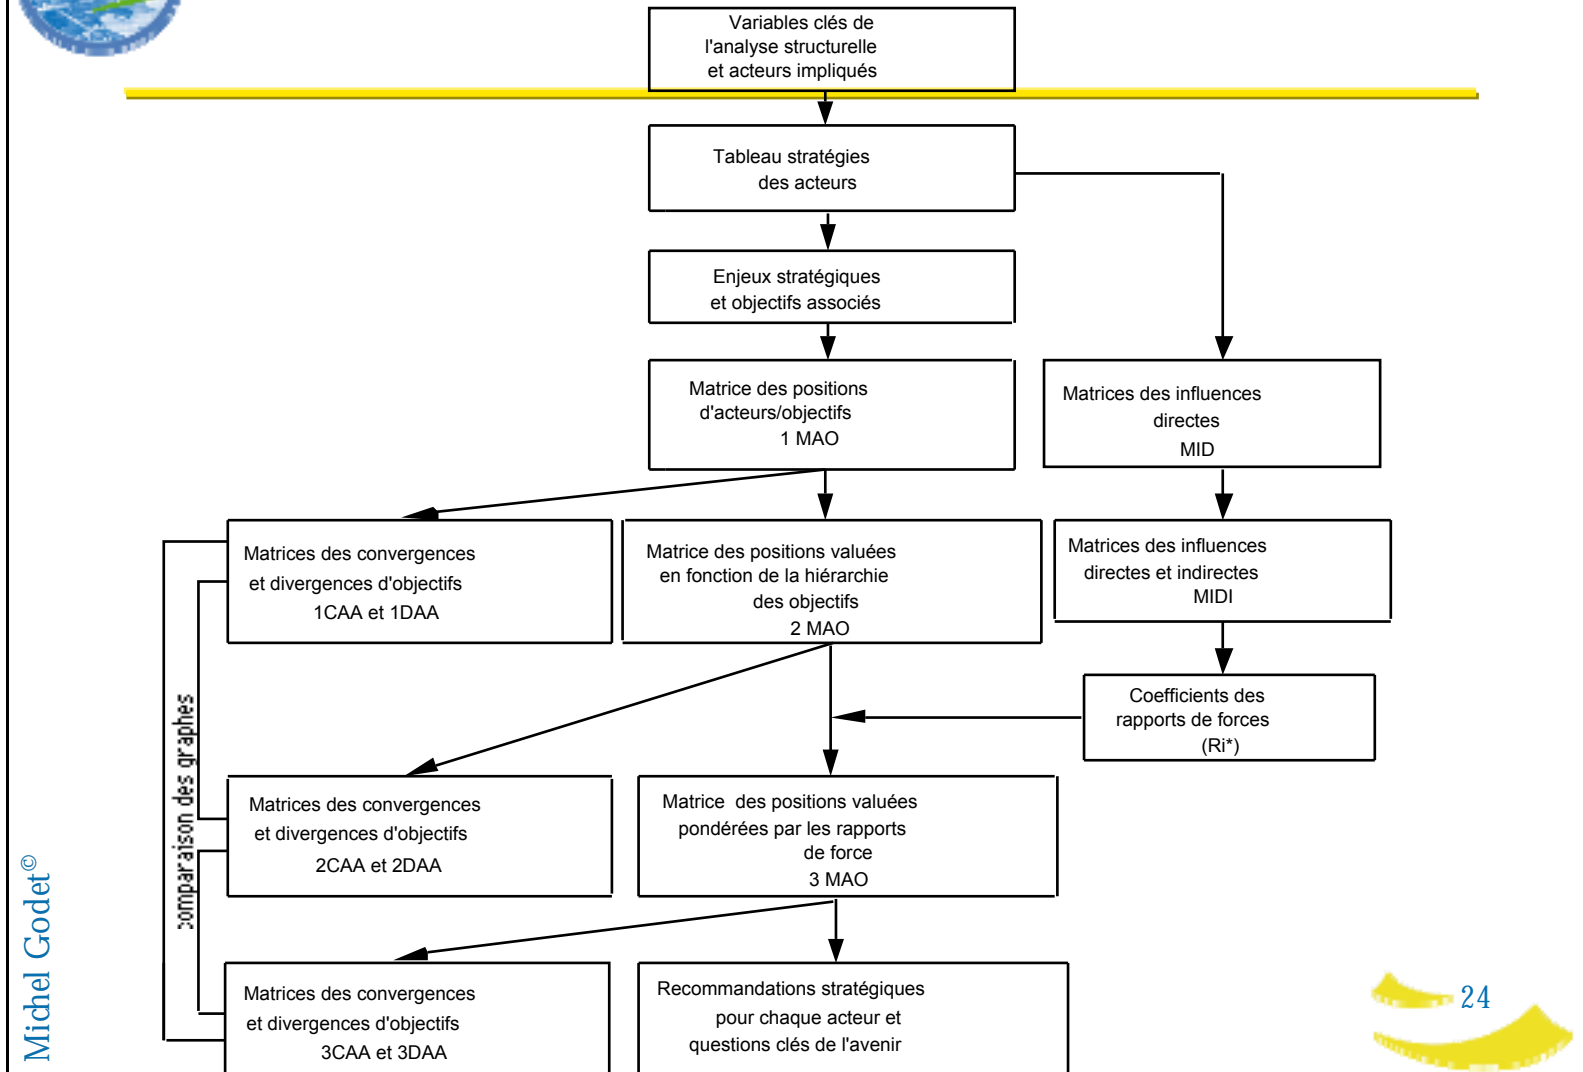 Variables clés de
l'analyse structurelle
et acteurs impliqués
Tableau stratégies
des acteurs
Enjeux stratégiques
et objectifs associés
Matrice des positions
d'acteurs/objectifs
1 MAO
Matrices des influences
directes
MID
Matrices des convergences
et divergences d'objectifs
1CAA et 1DAA
Matrice des positions valuées
en fonction de la hiérarchie
des objectifs
2 MAO
Matrices des influences
directes et indirectes
MIDI
Coefficients des
rapports de forces
(Ri*)
comparaison des graphes
Matrices des convergences
et divergences d'objectifs
2CAA et 2DAA
Matrice des positions valuées
pondérées par les rapports
de force
3 MAO
Matrices des convergences
et divergences d'objectifs
3CAA et 3DAA
Recommandations stratégiques
pour chaque acteur et
questions clés de l'avenir
Michel Godet©
24